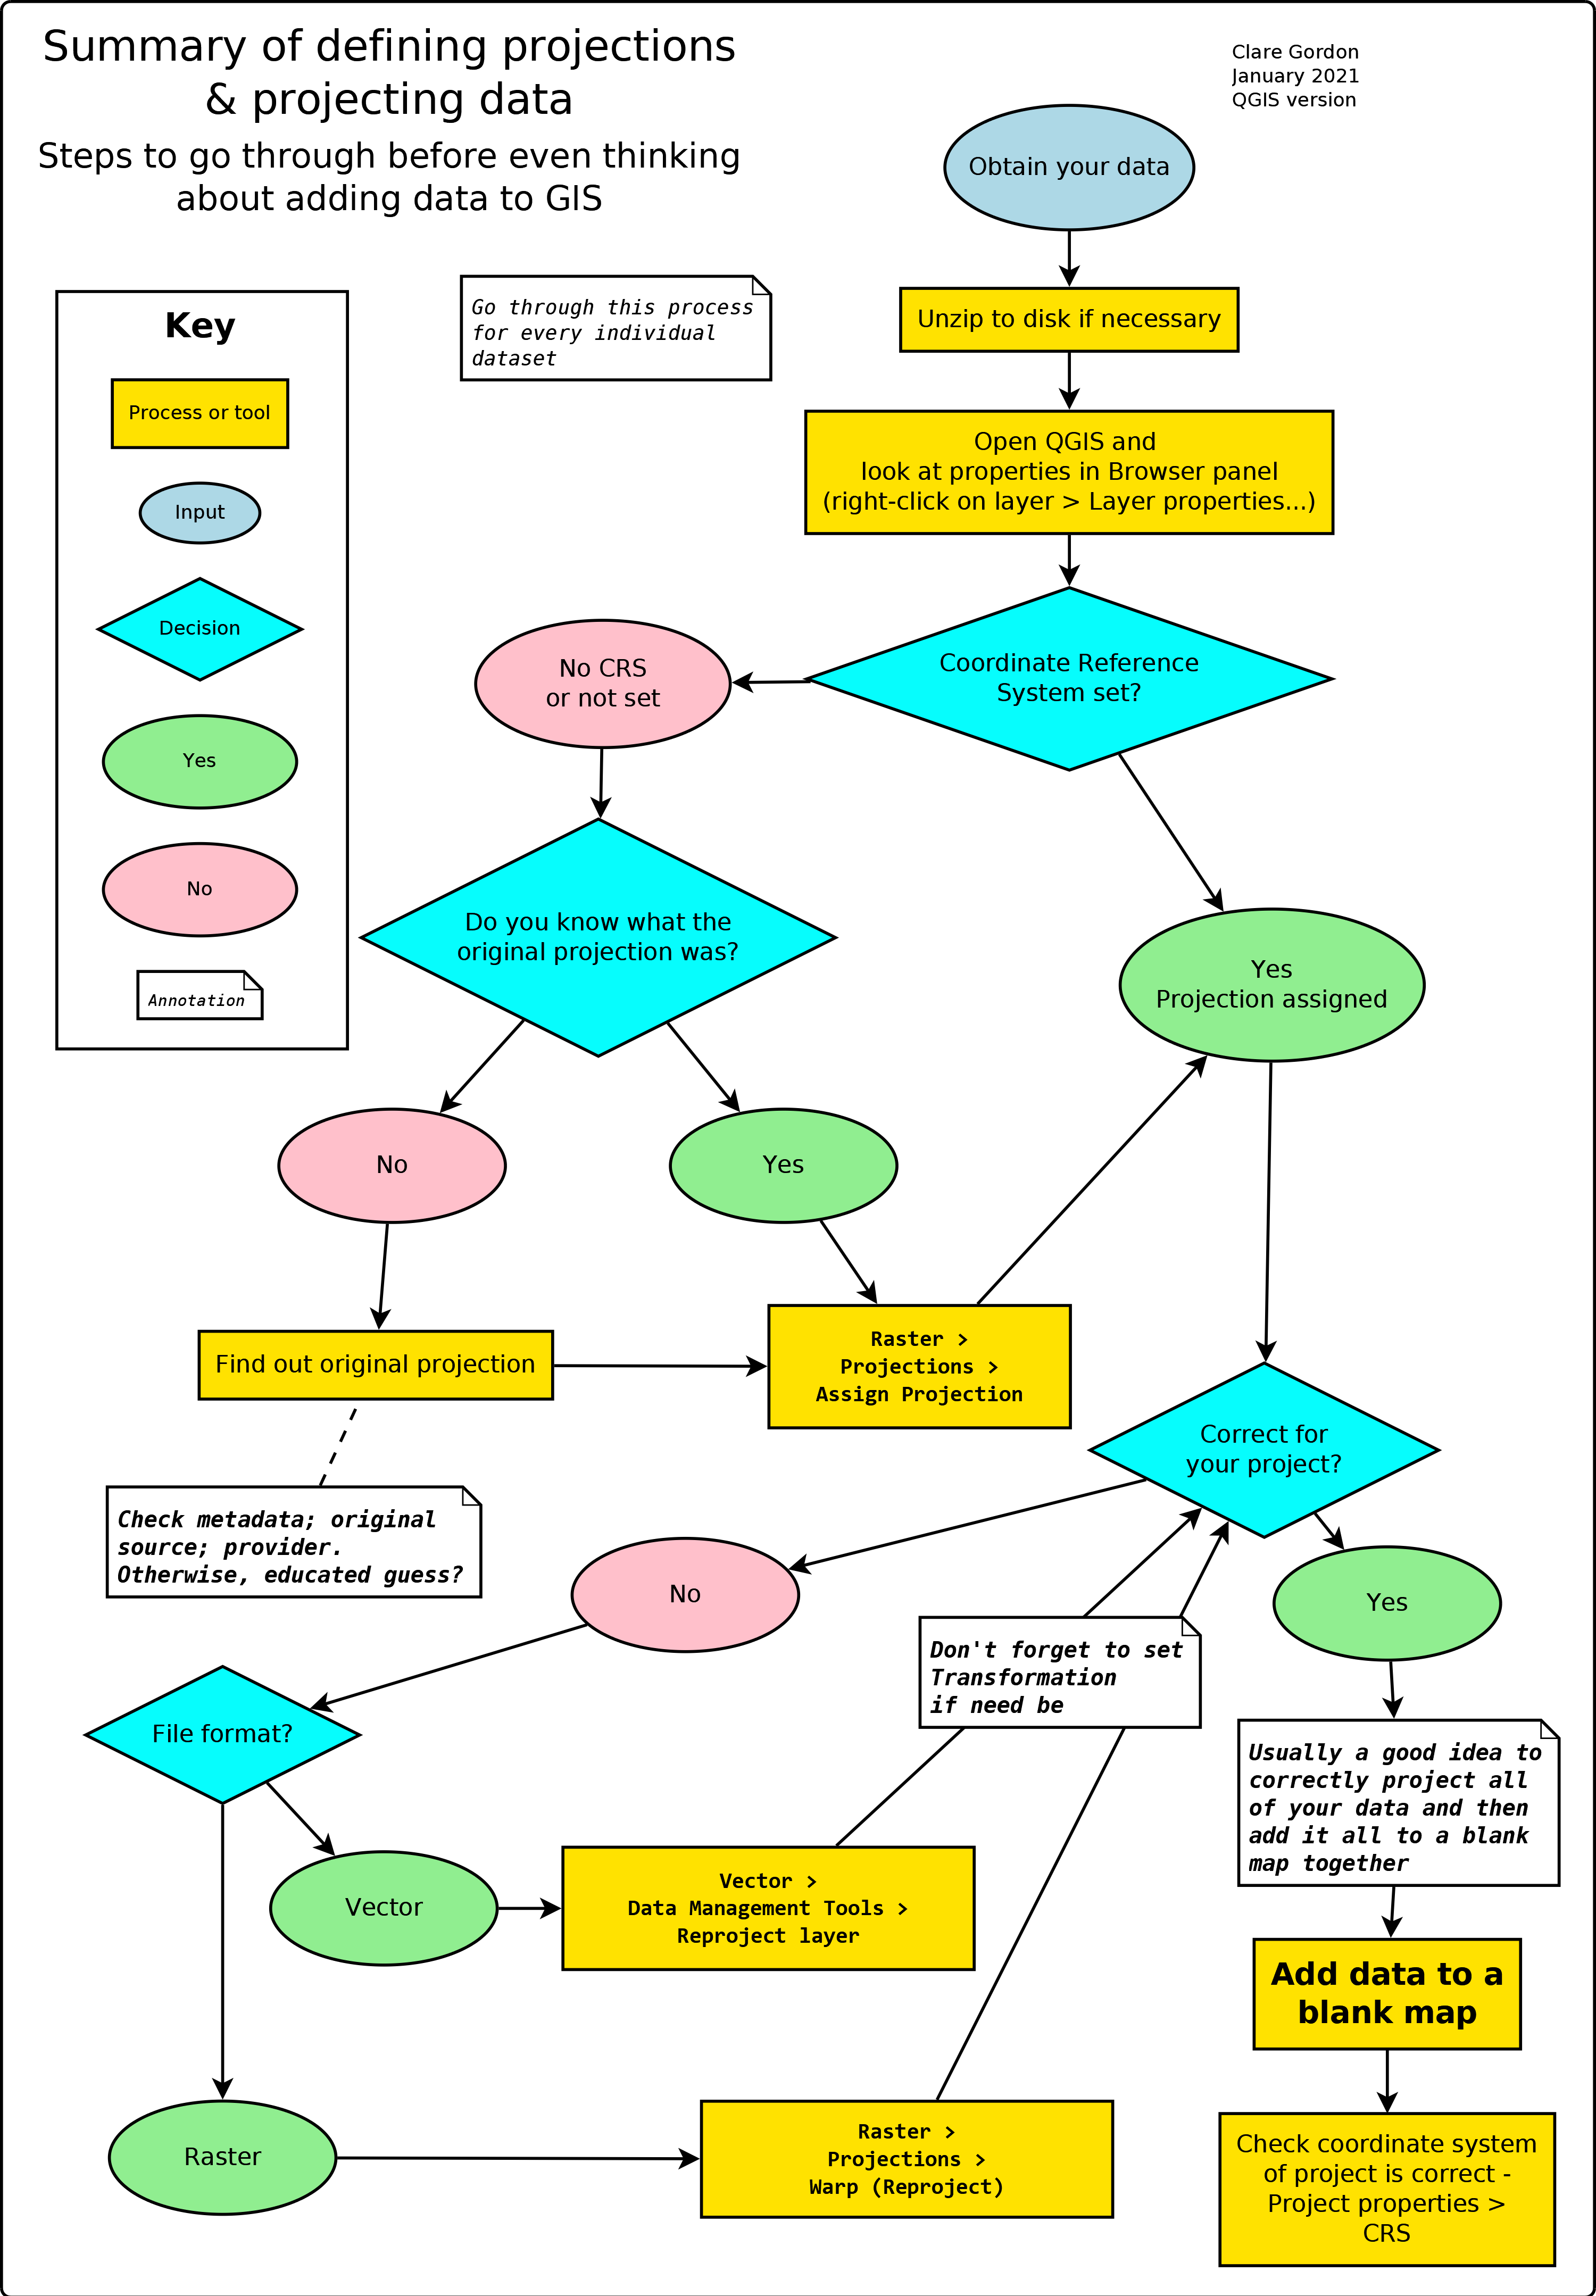 Summary of defining projections
& projecting data
Steps to go through before even thinking
about adding data to GIS
Clare Gordon
January 2021
QGIS version
Obtain your data
Go through this process
for every individual
dataset
Unzip to disk if necessary
Key
Process or tool
Input
Decision
Yes
No
Annotation
Open QGIS and
look at properties in Browser panel
(right-click on layer > Layer properties...)
Coordinate Reference
System set?
No CRS
or not set
Do you know what the
original projection was?
Yes
Projection assigned
No
Yes
Find out original projection
Raster >
Projections >
Assign Projection
Check metadata; original
source; provider.
Otherwise, educated guess?
Correct for
your project?
No
Yes
Don't forget to set
Transformation
if need be
File format?
Usually a good idea to
correctly project all
of your data and then
add it all to a blank
map together
Vector
Vector >
Data Management Tools >
Reproject layer
Add data to a
blank map
Raster
Raster >
Projections >
Warp (Reproject)
Check coordinate system
of project is correct -
Project properties >
CRS